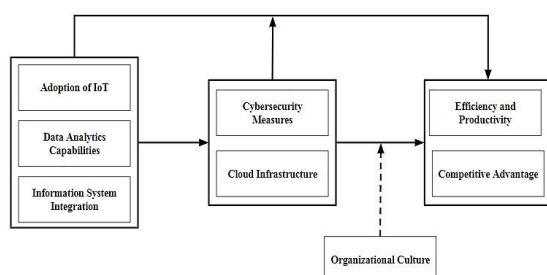 Adoption of IoT
Data Analytics
Capabilities
Information System
Integration
Cybersecurity
Measures
Cloud Infrastructure
Efficiency and
Productivity
Competitive Advantage
Organizational Culture